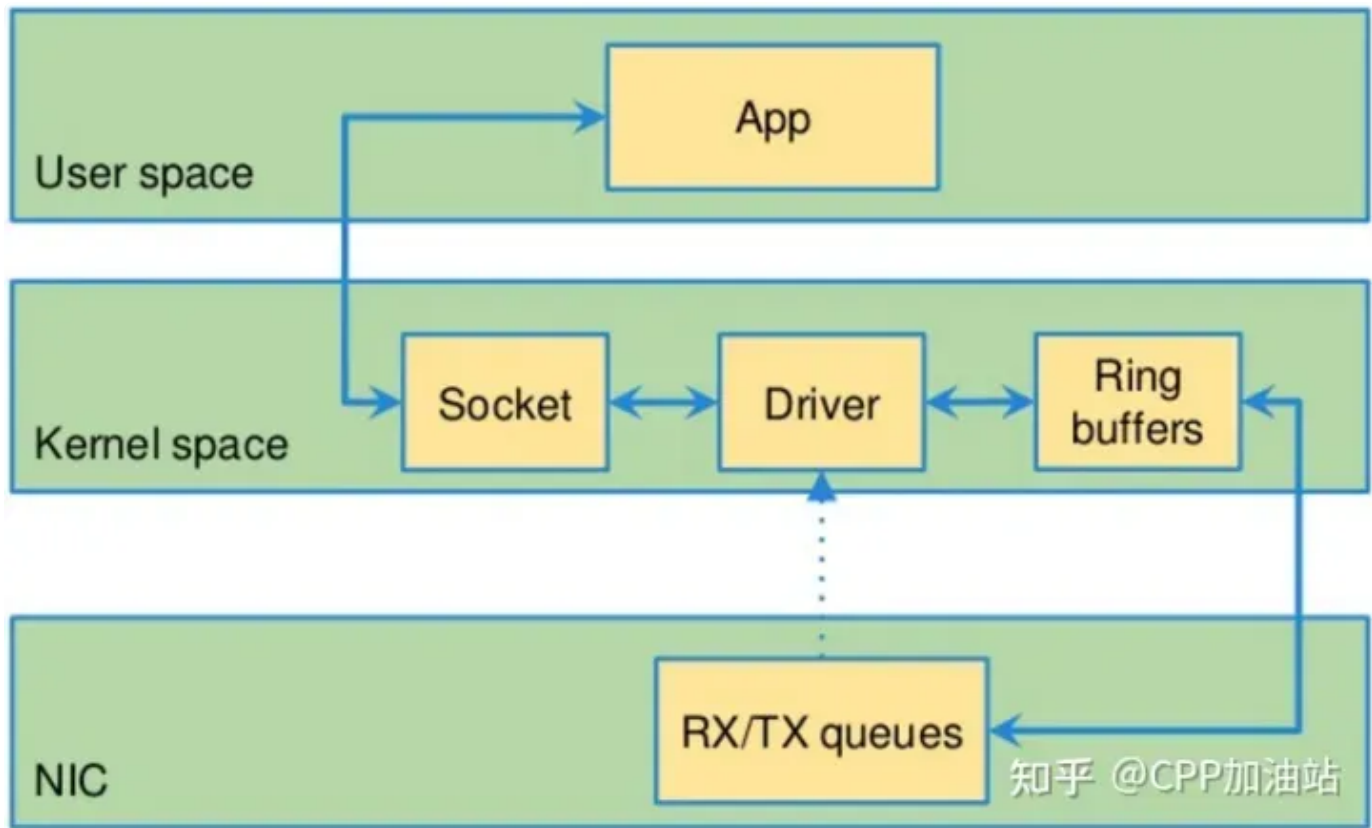 App
User space
Socket
Driver
Ring
buffers
Kernel space
RX/TX queues
NIC
知乎 @CPP加油站